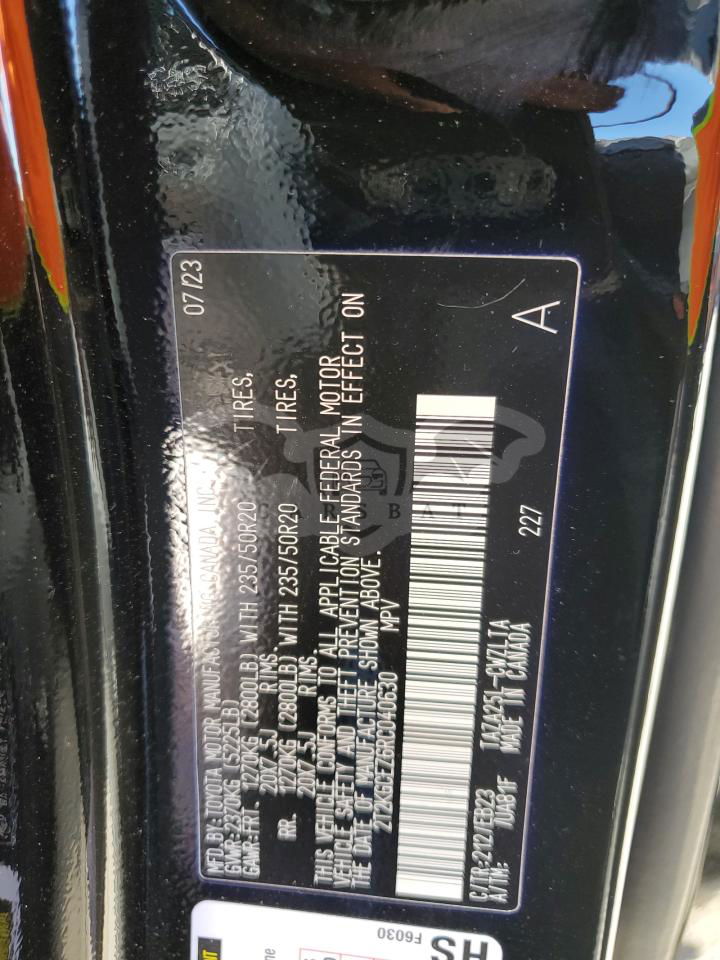 MFD.BY:TOYOTA MOTOR MANUFACTURING CANADA INC. 07/23
GVWR:2370KG (5225LB)
GAWR:FRT. 1270KG (2800LB) WITH 235/50R20 TIRES,
20X7.5J RIMS.
RR. 1270KG (2800LB) WITH 235/50R20 TIRES,
20X7.5J RIMS.
THIS VEHICLE CONFORMS TO ALL APPLICABLE FEDERAL MOTOR
VEHICLE SAFETY AND THEFT PREVENTION STANDARDS IN EFFECT ON
THE DATE OF MANUFACTURE SHOWN ABOVE.
MPV
C/TR:212/EB23
A/TM: MADE IN CANADA 227
A
CARSBAT
HS
F6030